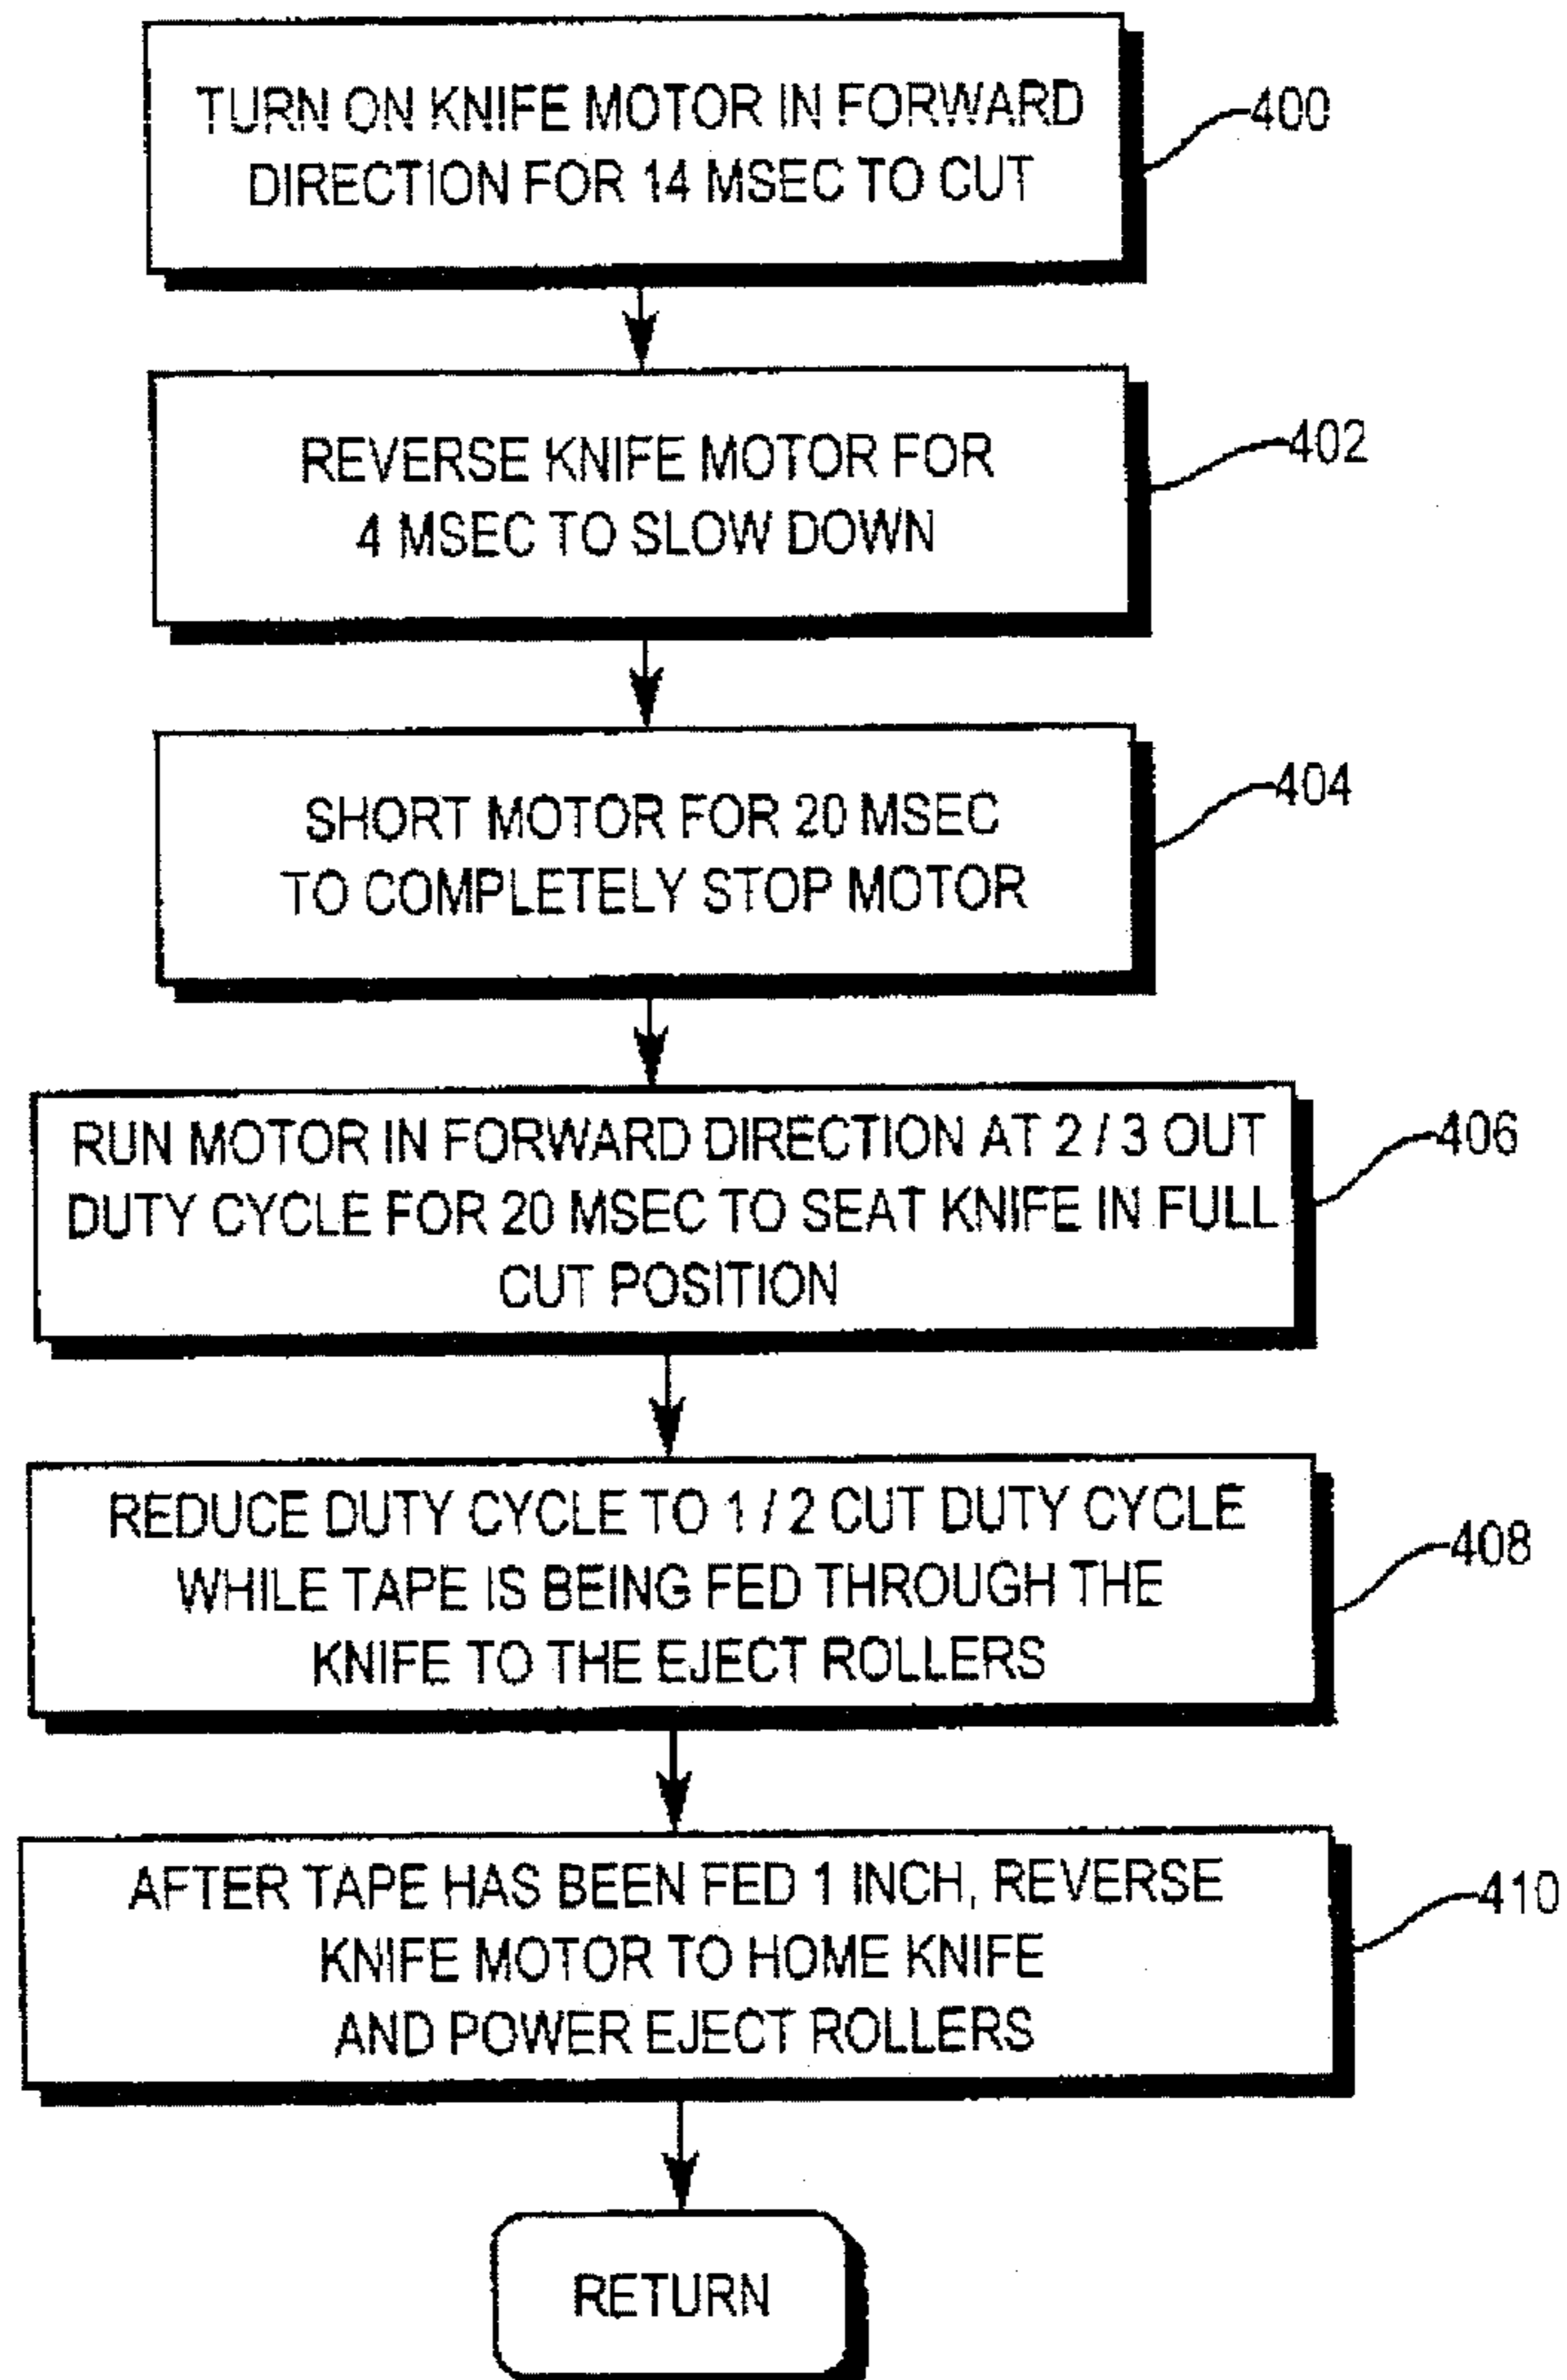 TURN ON KNIFE MOTOR IN FORWARD
DIRECTION FOR 14 MSEC TO CUT
400
REVERSE KNIFE MOTOR FOR
4 MSEC TO SLOW DOWN
402
SHORT MOTOR FOR 20 MSEC
TO COMPLETELY STOP MOTOR
404
RUN MOTOR IN FORWARD DIRECTION AT 2 / 3 OUT
DUTY CYCLE FOR 20 MSEC TO SEAT KNIFE IN FULL
CUT POSITION
406
REDUCE DUTY CYCLE TO 1 / 2 CUT DUTY CYCLE
WHILE TAPE IS BEING FED THROUGH THE
KNIFE TO THE EJECT ROLLERS
408
AFTER TAPE HAS BEEN FED 1 INCH, REVERSE
KNIFE MOTOR TO HOME KNIFE
AND POWER EJECT ROLLERS
410
RETURN